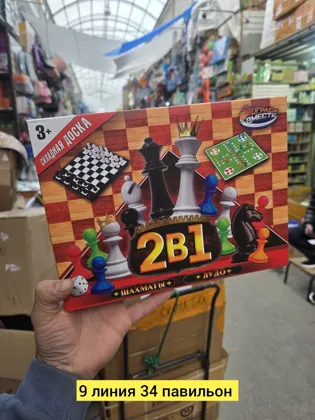 3+
СКЛАДНАЯ ДОСКА
ИГРАЕМ
ВМЕСТЕ
2В1
ШАХМАТЫ
ЛУДО
9 линия 34 павильон